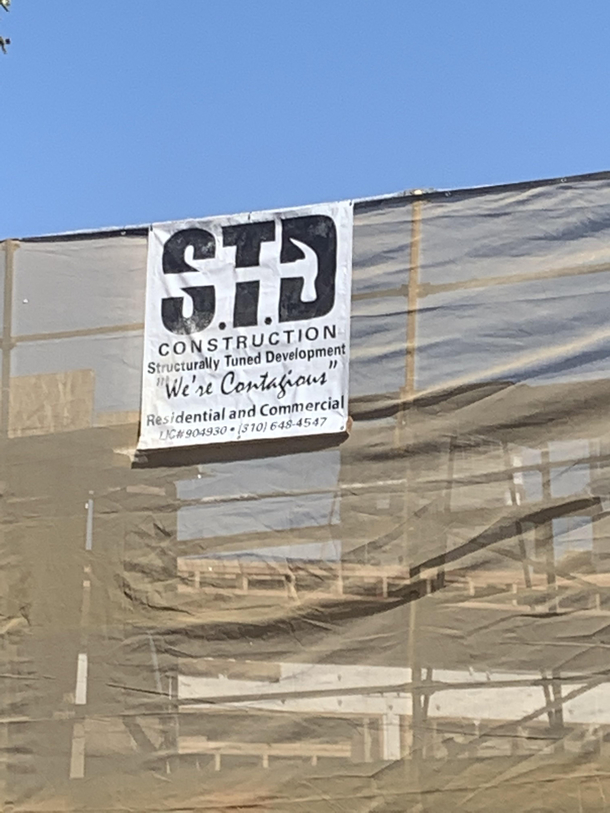 S.T.D
CONSTRUCTION
Structurally Tuned Development
"We're Contagious"
Residential and Commercial
LIC# 904930 • (310) 648-4547